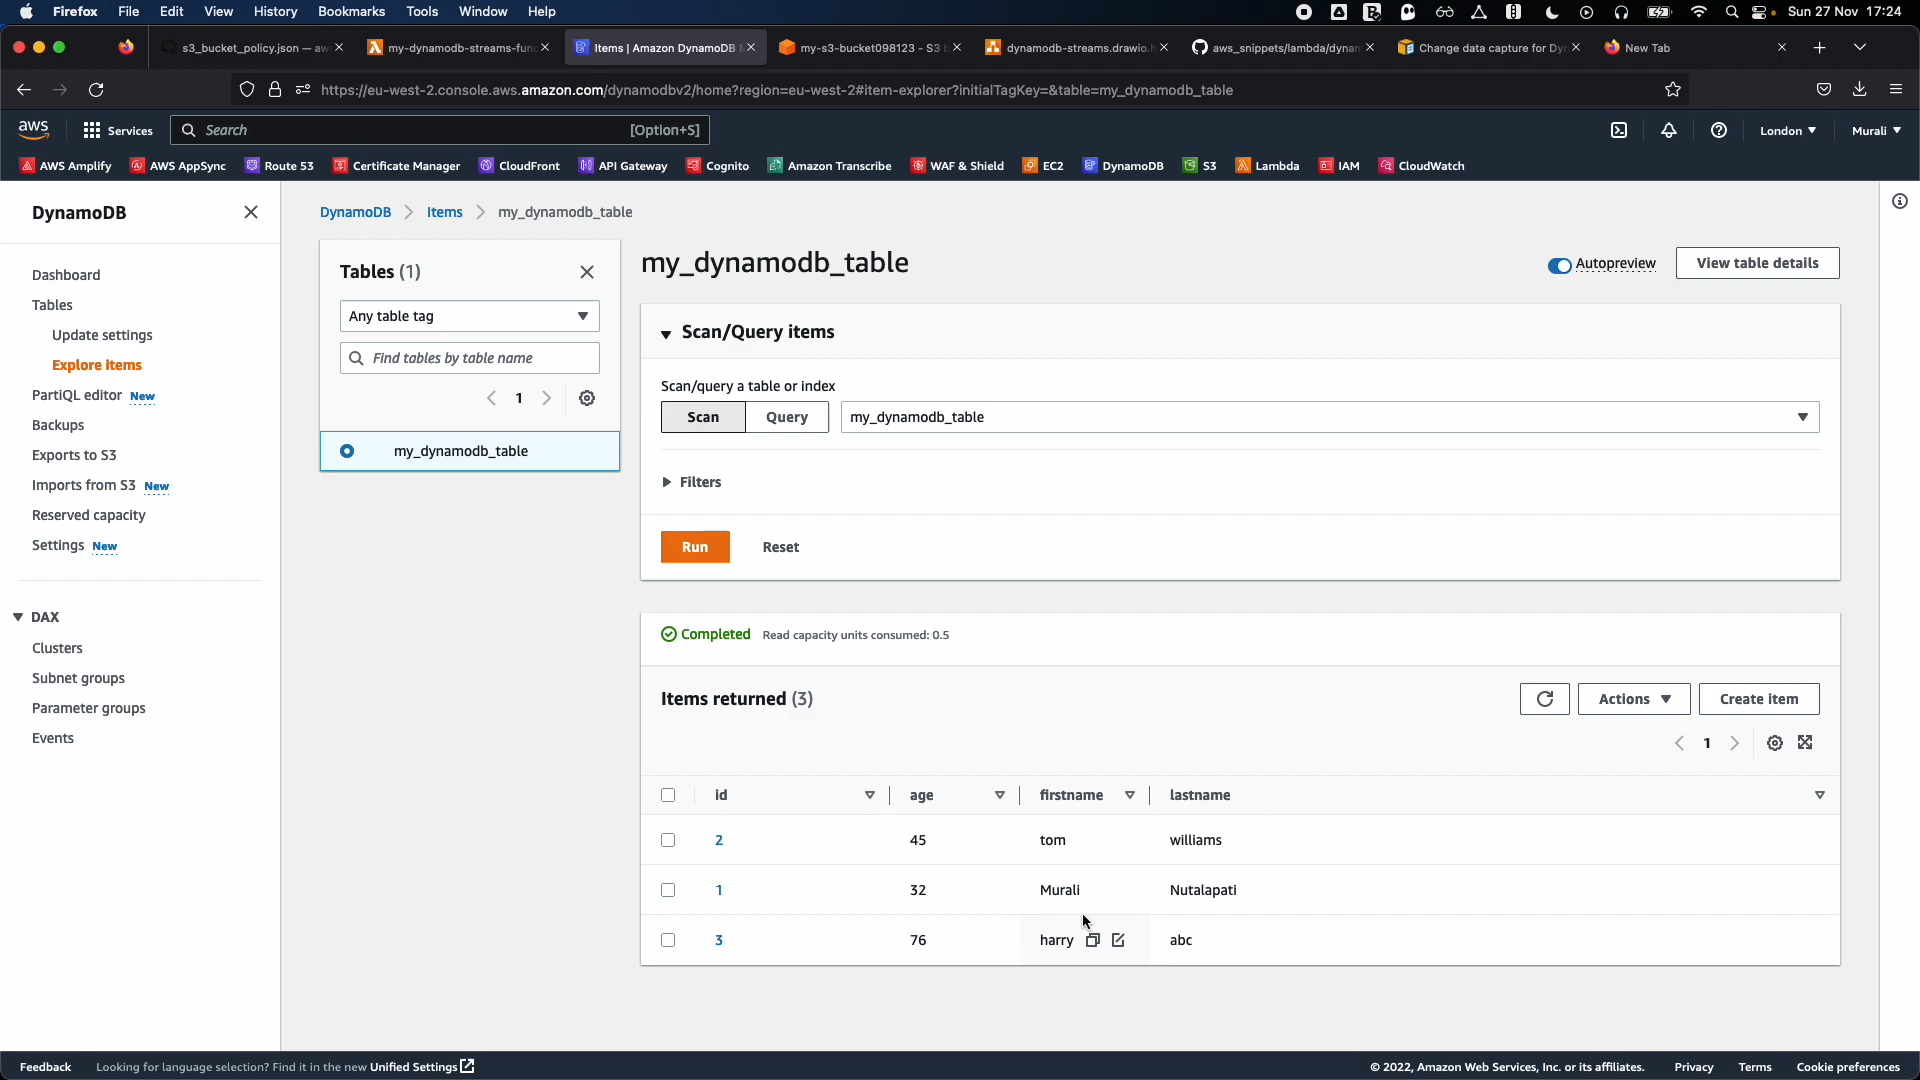 Firefox File Edit View History Bookmarks Tools Window Help Sun 27 Nov 17:24
s3_bucket_policy.json — aw my-dynamodb-streams-fun Items | Amazon DynamoDB my-s3-bucket098123 - S3 b dynamodb-streams.drawio.h aws_snippets/lambda/dynam Change data capture for Dy New Tab
https://eu-west-2.console.aws.amazon.com/dynamodbv2/home?region=eu-west-2#item-explorer?initialTagKey=&table=my_dynamodb_table
aws Services Search [Option+S] London Murali
AWS Amplify AWS AppSync Route 53 Certificate Manager CloudFront API Gateway Cognito Amazon Transcribe WAF & Shield EC2 DynamoDB S3 Lambda IAM CloudWatch
DynamoDB
Dashboard
Tables
Update settings
Explore items
PartiQL editor New
Backups
Exports to S3
Imports from S3 New
Reserved capacity
Settings New
DAX
Clusters
Subnet groups
Parameter groups
Events
DynamoDB Items my_dynamodb_table
Tables (1)
Any table tag
Find tables by table name
1
my_dynamodb_table
my_dynamodb_table
Autopreview View table details
Scan/Query items
Scan/query a table or index
Scan Query my_dynamodb_table
Filters
Run Reset
Completed Read capacity units consumed: 0.5
Items returned (3)
Actions Create item
1
id age firstname lastname
2 45 tom williams
1 32 Murali Nutalapati
3 76 harry abc
Feedback Looking for language selection? Find it in the new Unified Settings © 2022, Amazon Web Services, Inc. or its affiliates. Privacy Terms Cookie preferences